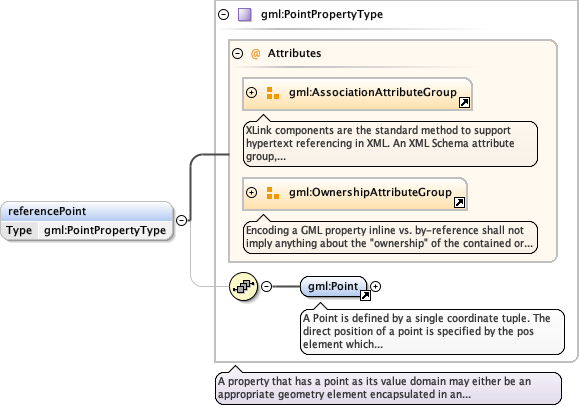 gml:PointPropertyType
@ Attributes
gml:AssociationAttributeGroup
XLink components are the standard method to support
hypertext referencing in XML. An XML Schema attribute
group,...
gml:OwnershipAttributeGroup
Encoding a GML property inline vs. by-reference shall not
imply anything about the "ownership" of the contained or...
referencePoint
Type gml:PointPropertyType
gml:Point
A Point is defined by a single coordinate tuple. The
direct position of a point is specified by the pos
element which...
A property that has a point as its value domain may either be an
appropriate geometry element encapsulated in an...